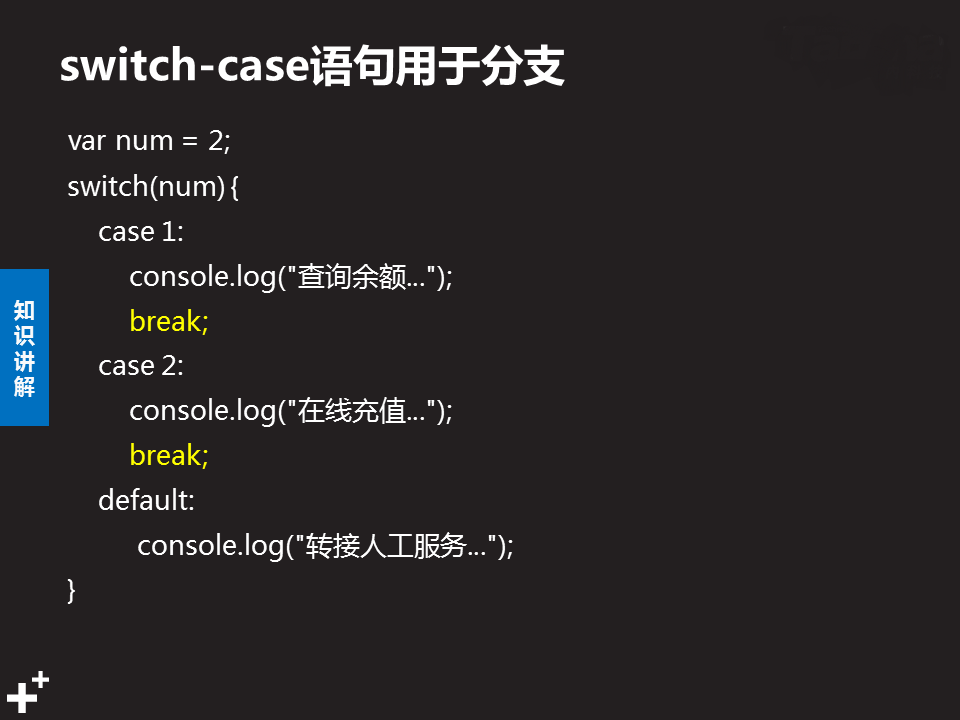 switch-case语句用于分支
var num = 2;
switch(num) {
case 1:
console.log("查询余额...");
break;
case 2:
console.log("在线充值...");
break;
default:
console.log("转接人工服务...");
}
知识讲解